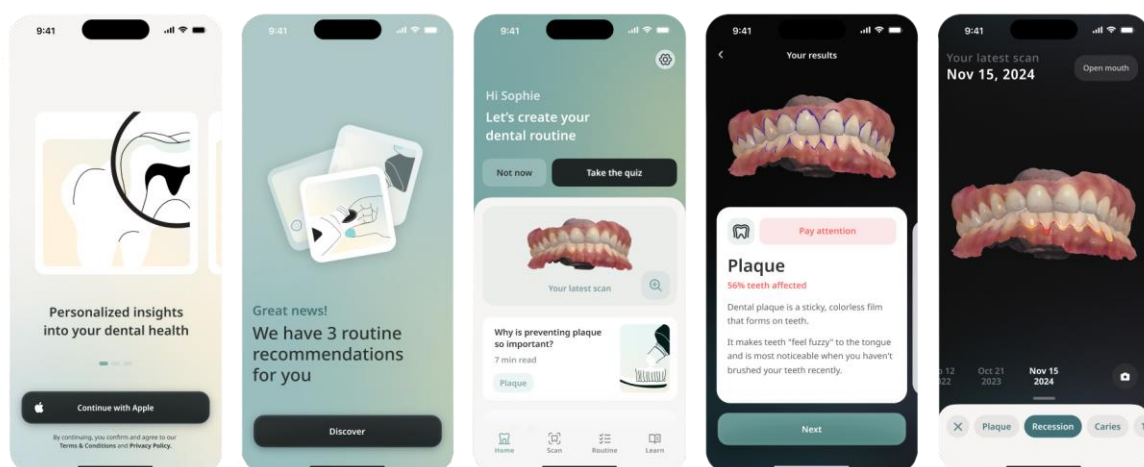 9:41
Personalized insights
into your dental health
Continue with Apple
By continuing, you confirm and agree to our
Terms & Conditions and Privacy Policy.
9:41
Great news!
We have 3 routine
recommendations
for you
Discover
9:41
Hi Sophie
Let's create your
dental routine
Not now
Take the quiz
Your latest scan
Why is preventing plaque
so important?
7 min read
Plaque
Home
Scan
Routine
Learn
9:41
Your results
Pay attention
Plaque
56% teeth affected
Dental plaque is a sticky, colorless film
that forms on teeth.
It makes teeth "feel fuzzy" to the tongue
and is most noticeable when you haven't
brushed your teeth recently.
Next
9:41
Your latest scan
Nov 15, 2024
Open mouth
12
22
Oct 21
2023
Nov 15
2024
Plaque
Recession
Caries
T